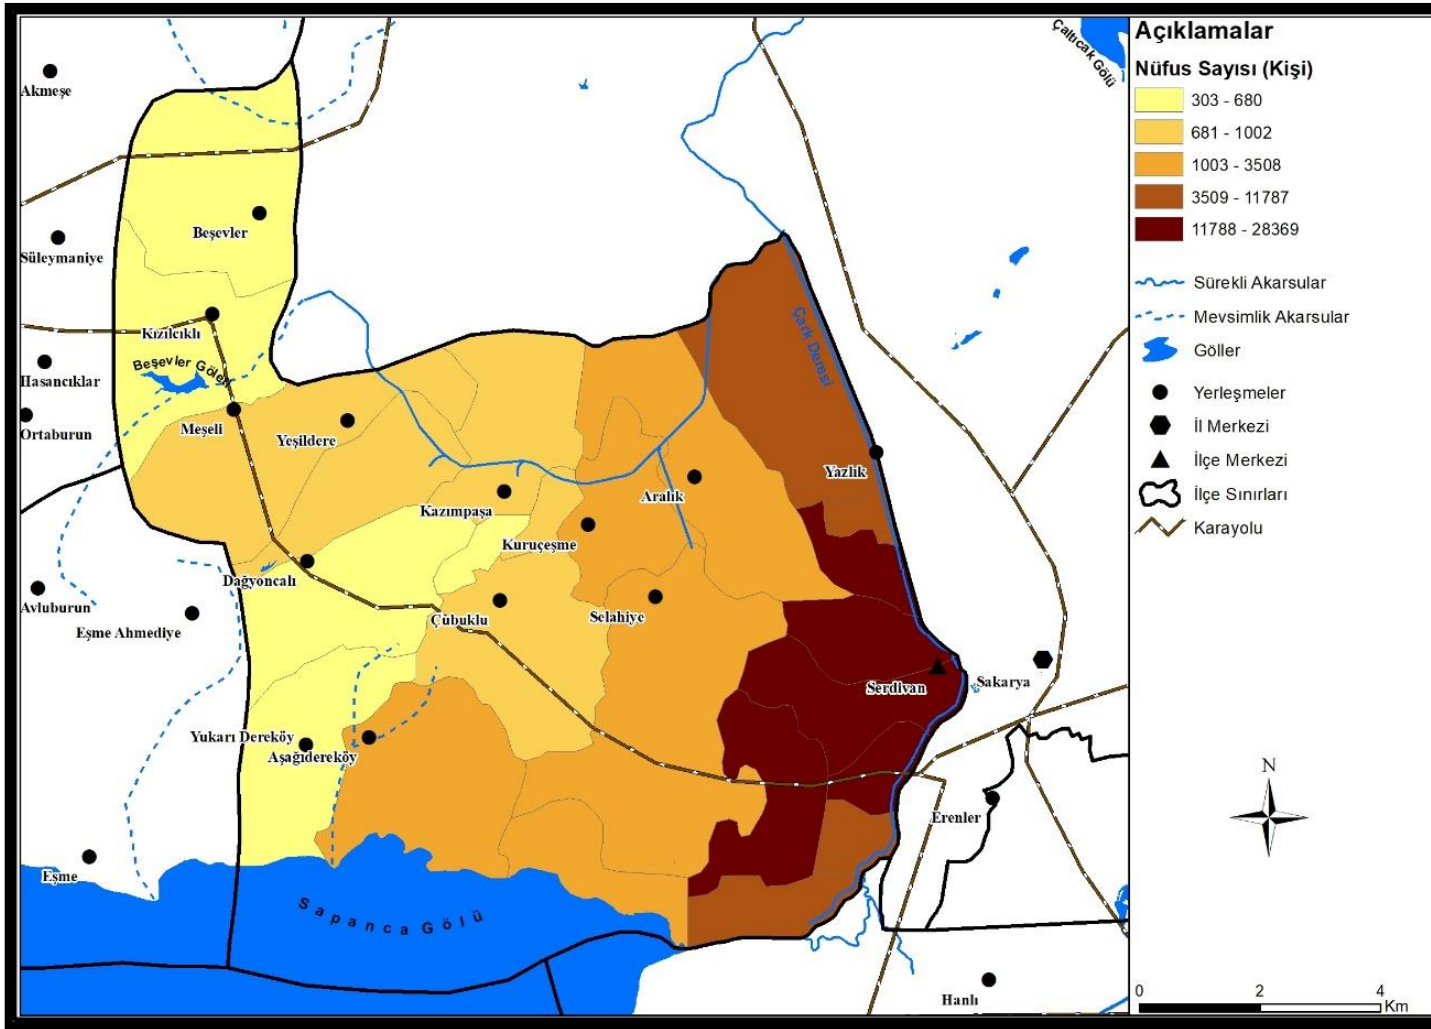 Açıklamalar
Nüfus Sayısı (Kişi)
303 - 680
681 - 1002
1003 - 3508
3509 - 11787
11788 - 28369
Sürekli Akarsular
Mevsimlik Akarsular
Göller
Yerleşmeler
İl Merkezi
İlçe Merkezi
İlçe Sınırları
Karayolu
N
0 2 4
Km
Çaltıcak Gölü
Akmeşe
Beşevler
Süleymaniye
Kızılcıklı
Beşevler Göleti
Hasancıklar
Ortaburun
Meşeli
Yeşildere
Çark Deresi
Yazlık
Aralık
Kazımpaşa
Kuruçeşme
Dağyoncalı
Avluburun
Eşme Ahmediye
Çubuklu
Selahiye
Serdivan
Sakarya
Yukarı Dereköy
Aşağıdereköy
Erenler
Eşme
Sapanca Gölü
Hanlı